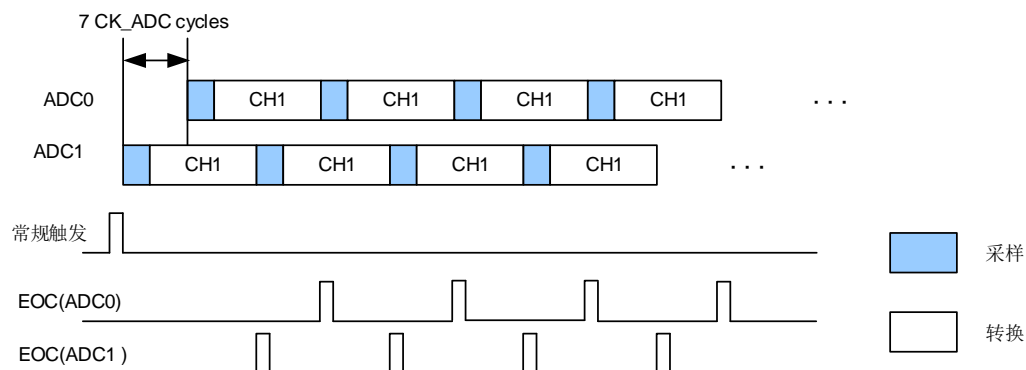 7 CK_ADC cycles
ADC0
CH1
CH1
CH1
CH1
. . .
ADC1
CH1
CH1
CH1
CH1
. . .
常规触发
采样
EOC(ADC0)
转换
EOC(ADC1 )